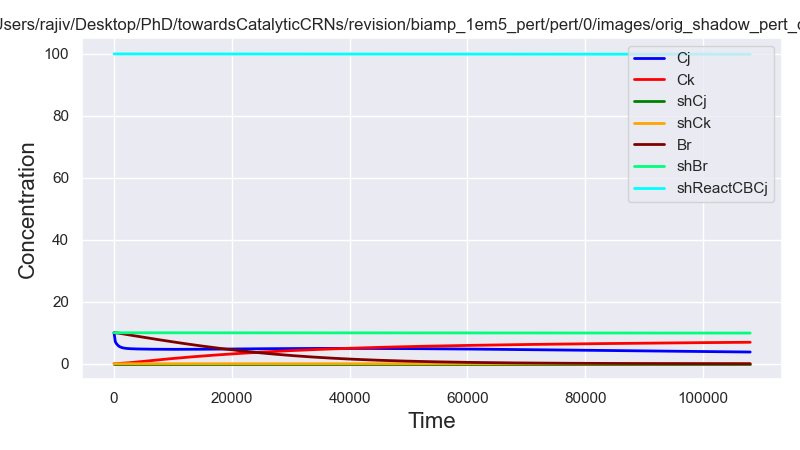 Users/rajiv/Desktop/PhD/towardsCatalyticCRNs/revision/biamp_1em5_pert/pert/0/images/orig_shadow_pert_
Concentration
100
80
60
40
20
0
0
20000
40000
60000
80000
100000
Time
Cj
Ck
shCj
shCk
Br
shBr
shReactCBCj